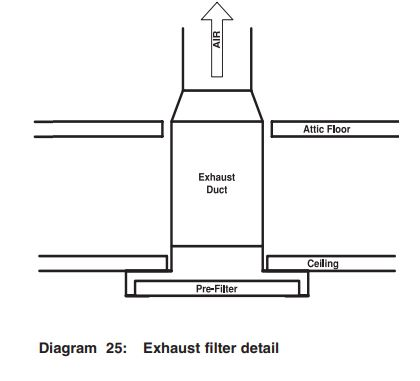 AIR
Attic Floor
Exhaust
Duct
Ceiling
Pre-Filter
Diagram 25: Exhaust filter detail